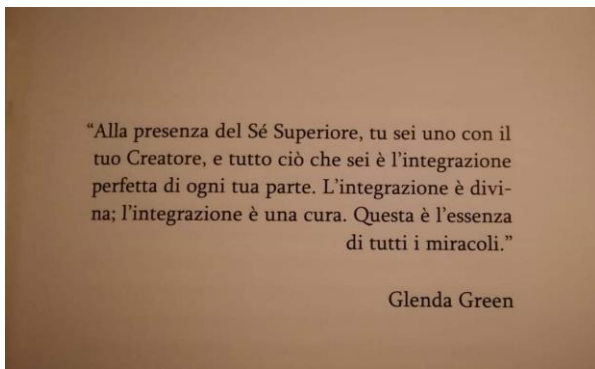 “Alla presenza del Sé Superiore, tu sei uno con il
tuo Creatore, e tutto ciò che sei è l’integrazione
perfetta di ogni tua parte. L’integrazione è divi-
na; l’integrazione è una cura. Questa è l’essenza
di tutti i miracoli.”
Glenda Green